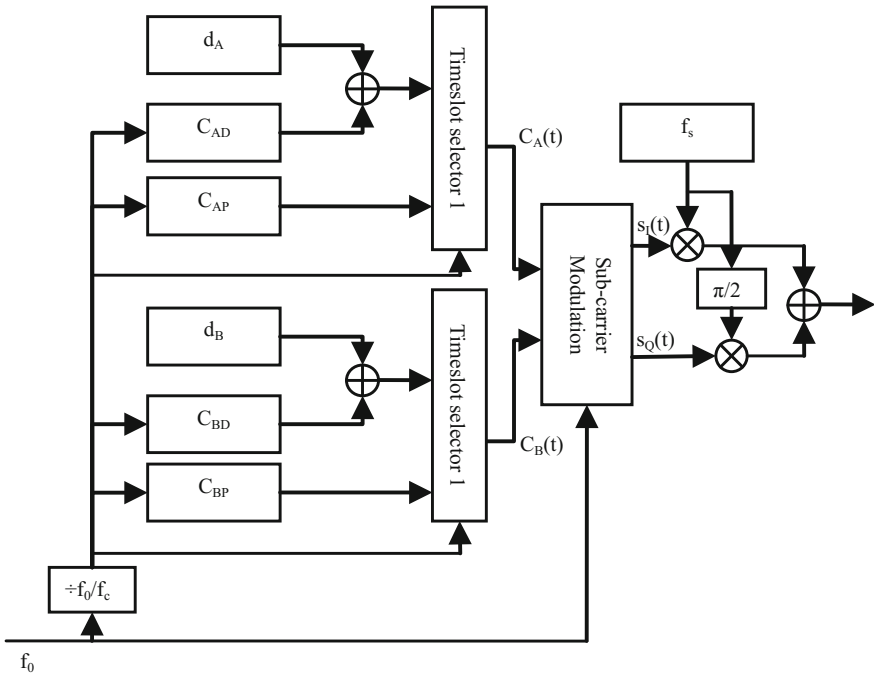 d_A
C_AD
C_AP
Timeslot selector 1
C_A(t)
f_s
s_I(t)
π/2
Sub-carrier
Modulation
s_Q(t)
d_B
C_BD
C_BP
Timeslot selector 1
C_B(t)
÷f_0/f_c
f_0